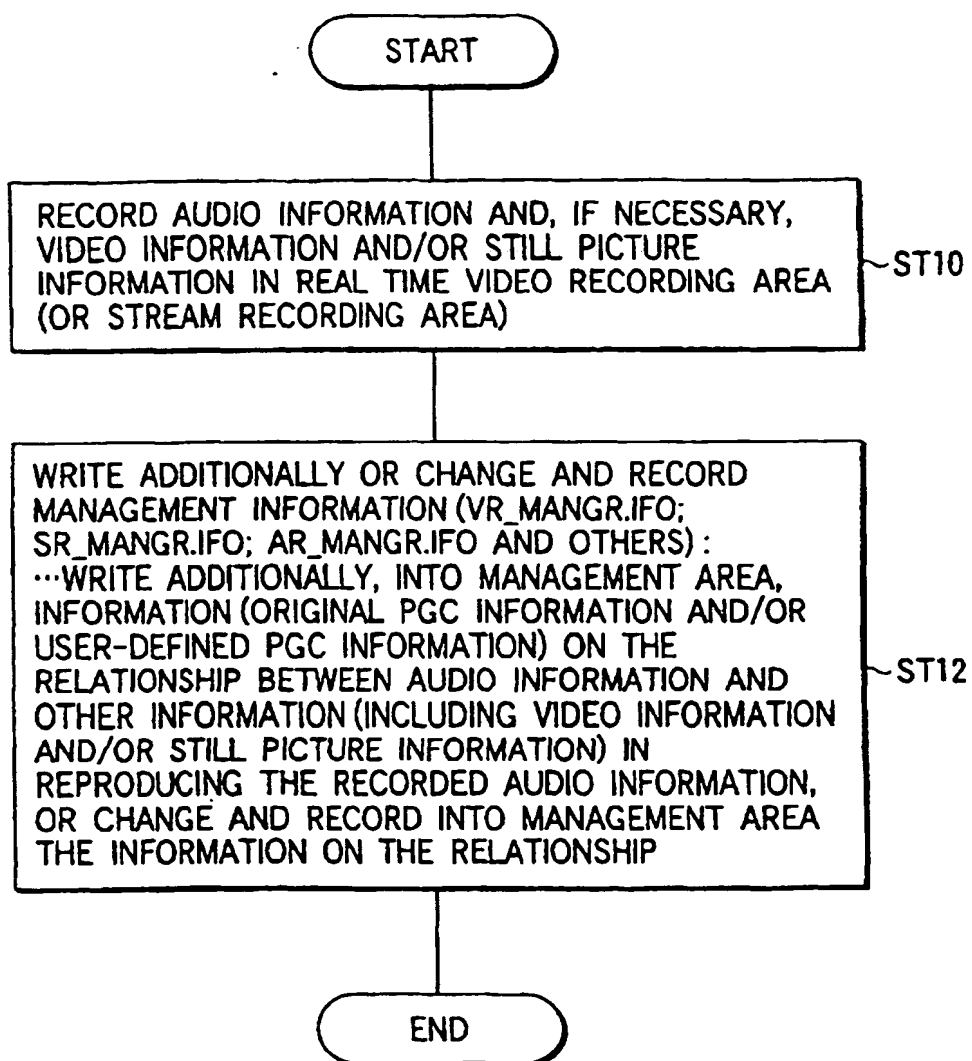 START
RECORD AUDIO INFORMATION AND, IF NECESSARY,
VIDEO INFORMATION AND/OR STILL PICTURE
INFORMATION IN REAL TIME VIDEO RECORDING AREA
(OR STREAM RECORDING AREA)
~ST10
WRITE ADDITIONALLY OR CHANGE AND RECORD
MANAGEMENT INFORMATION (VR_MANGR.IFO;
SR_MANGR.IFO; AR_MANGR.IFO AND OTHERS) :
···WRITE ADDITIONALLY, INTO MANAGEMENT AREA,
INFORMATION (ORIGINAL PGC INFORMATION AND/OR
USER-DEFINED PGC INFORMATION) ON THE
RELATIONSHIP BETWEEN AUDIO INFORMATION AND
OTHER INFORMATION (INCLUDING VIDEO INFORMATION
AND/OR STILL PICTURE INFORMATION) IN
REPRODUCING THE RECORDED AUDIO INFORMATION,
OR CHANGE AND RECORD INTO MANAGEMENT AREA
THE INFORMATION ON THE RELATIONSHIP
~ST12
END